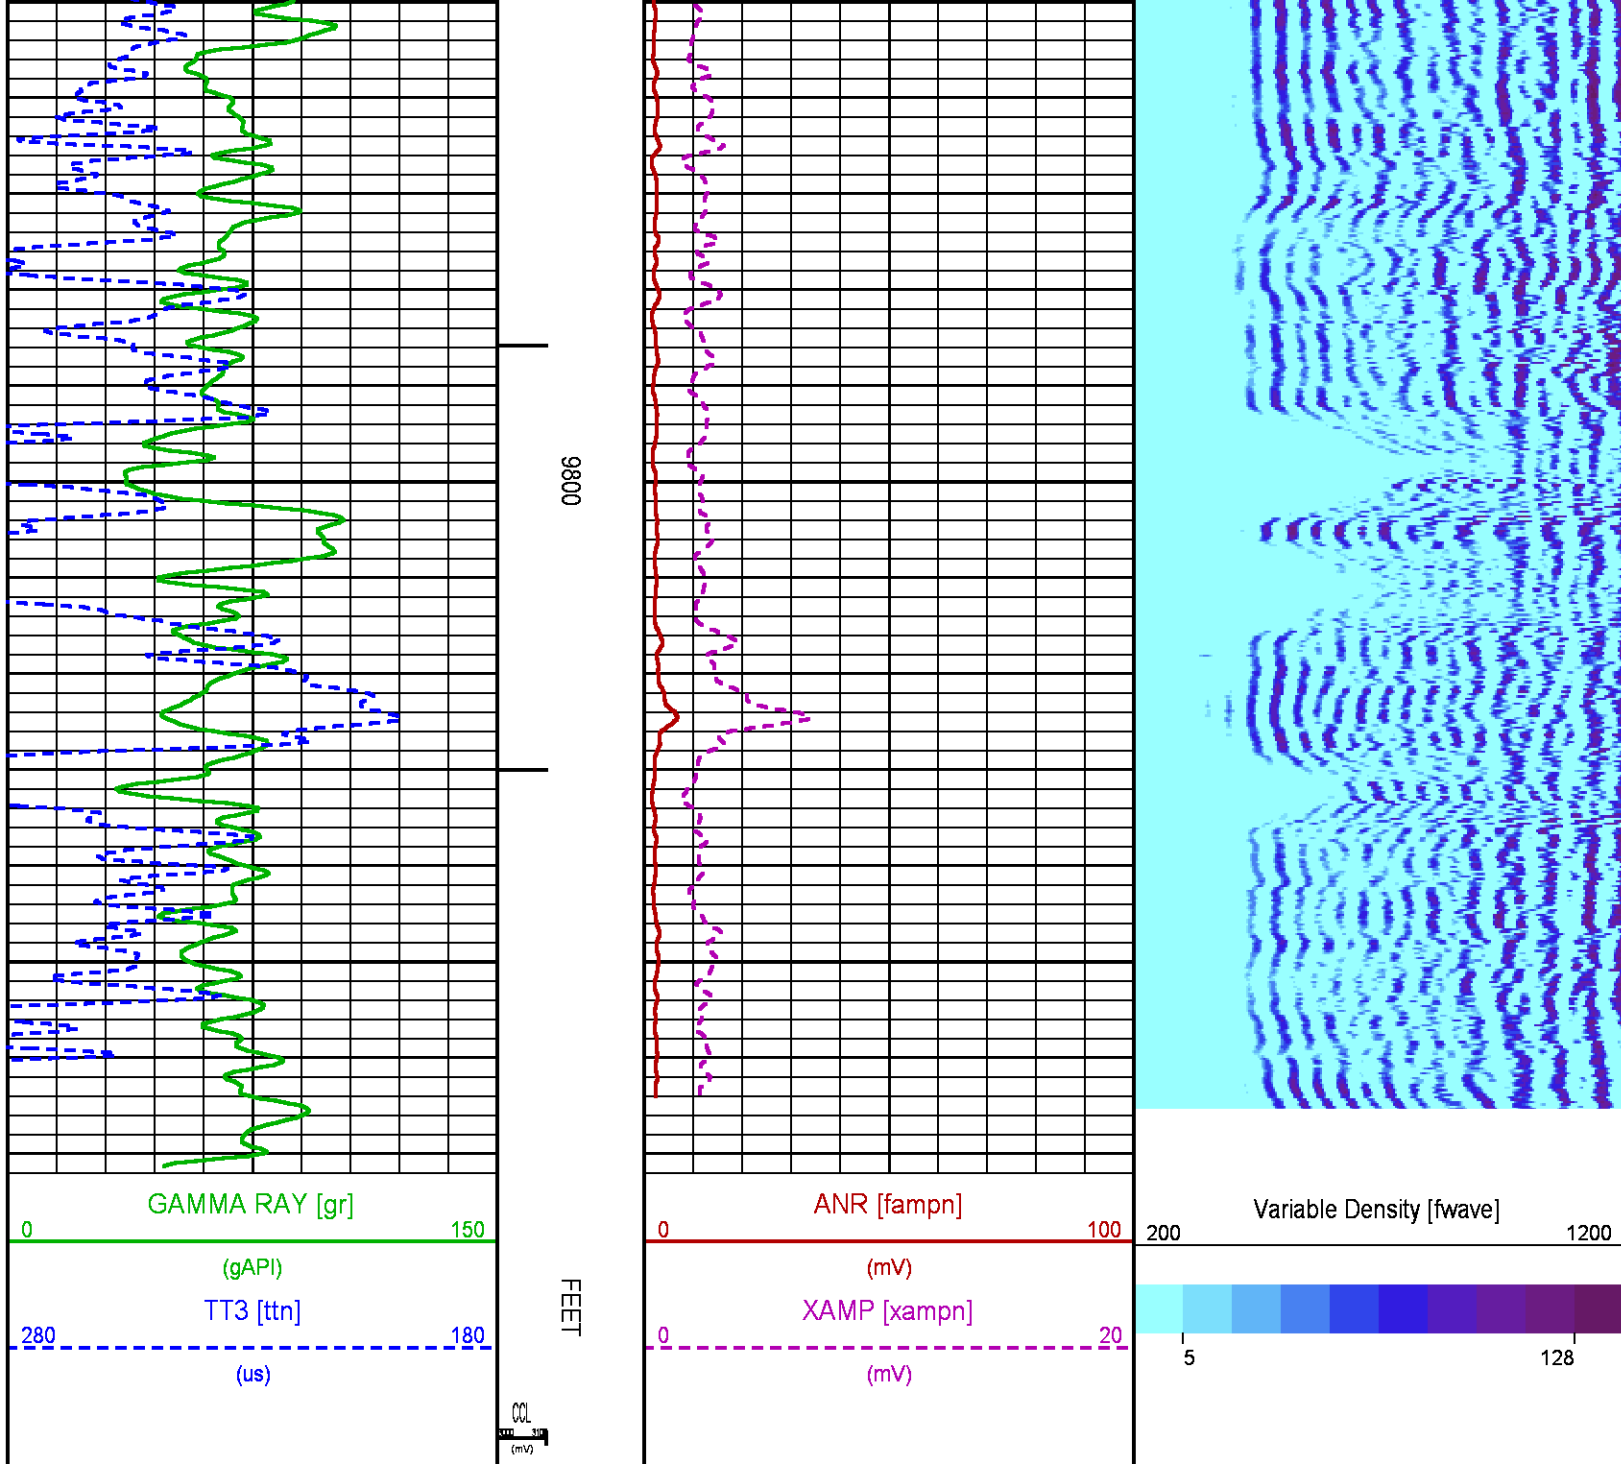 9800
GAMMA RAY [gr]
0 150
(gAPI)
TT3 [ttn]
280 180
(us)
FEET
CCL
(mV)
ANR [fampn]
0 100
(mV)
XAMP [xampn]
0 20
(mV)
Variable Density [fwave]
200 1200
5 128